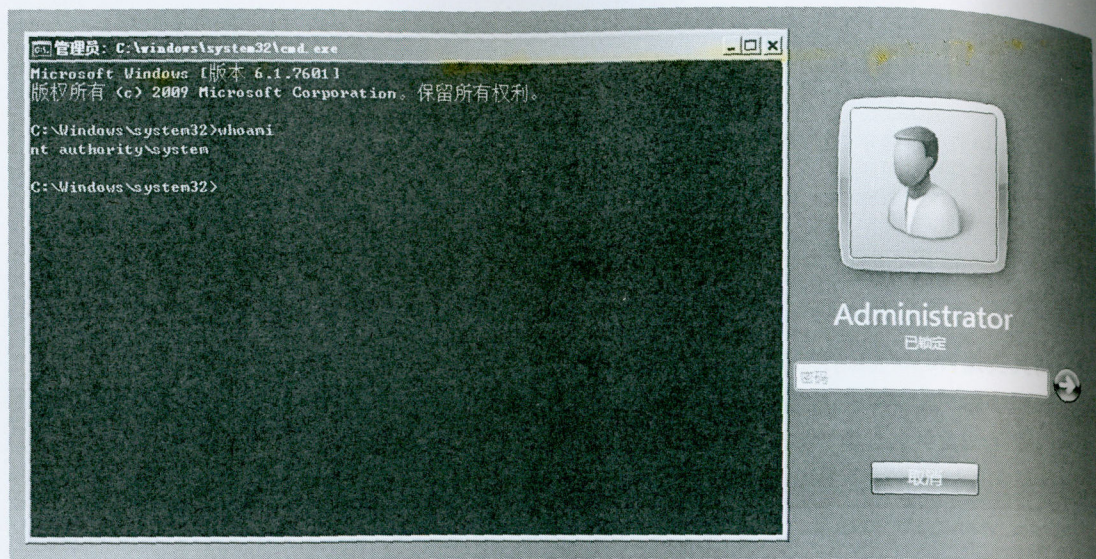 管理员: C:\windows\system32\cmd.exe
Microsoft Windows [版本 6.1.7601]
版权所有 (c) 2009 Microsoft Corporation。保留所有权利。
C:\Windows\system32>whoami
nt authority\system
C:\Windows\system32>
Administrator
已锁定
密码
取消